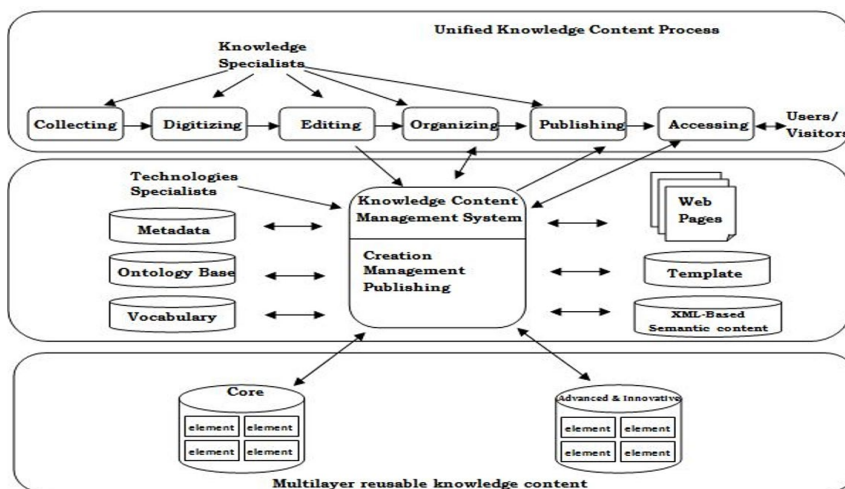 Unified Knowledge Content Process
Knowledge
Specialists
Collecting
Digitizing
Editing
Organizing
Publishing
Accessing
Users/
Visitors
Technologies
Specialists
Metadata
Ontology Base
Vocabulary
Knowledge Content
Management System
Creation
Management
Publishing
Web
Pages
Template
XML-Based
Semantic content
Core
element element
element element
Advanced & Innovative
element element
element element
Multilayer reusable knowledge content